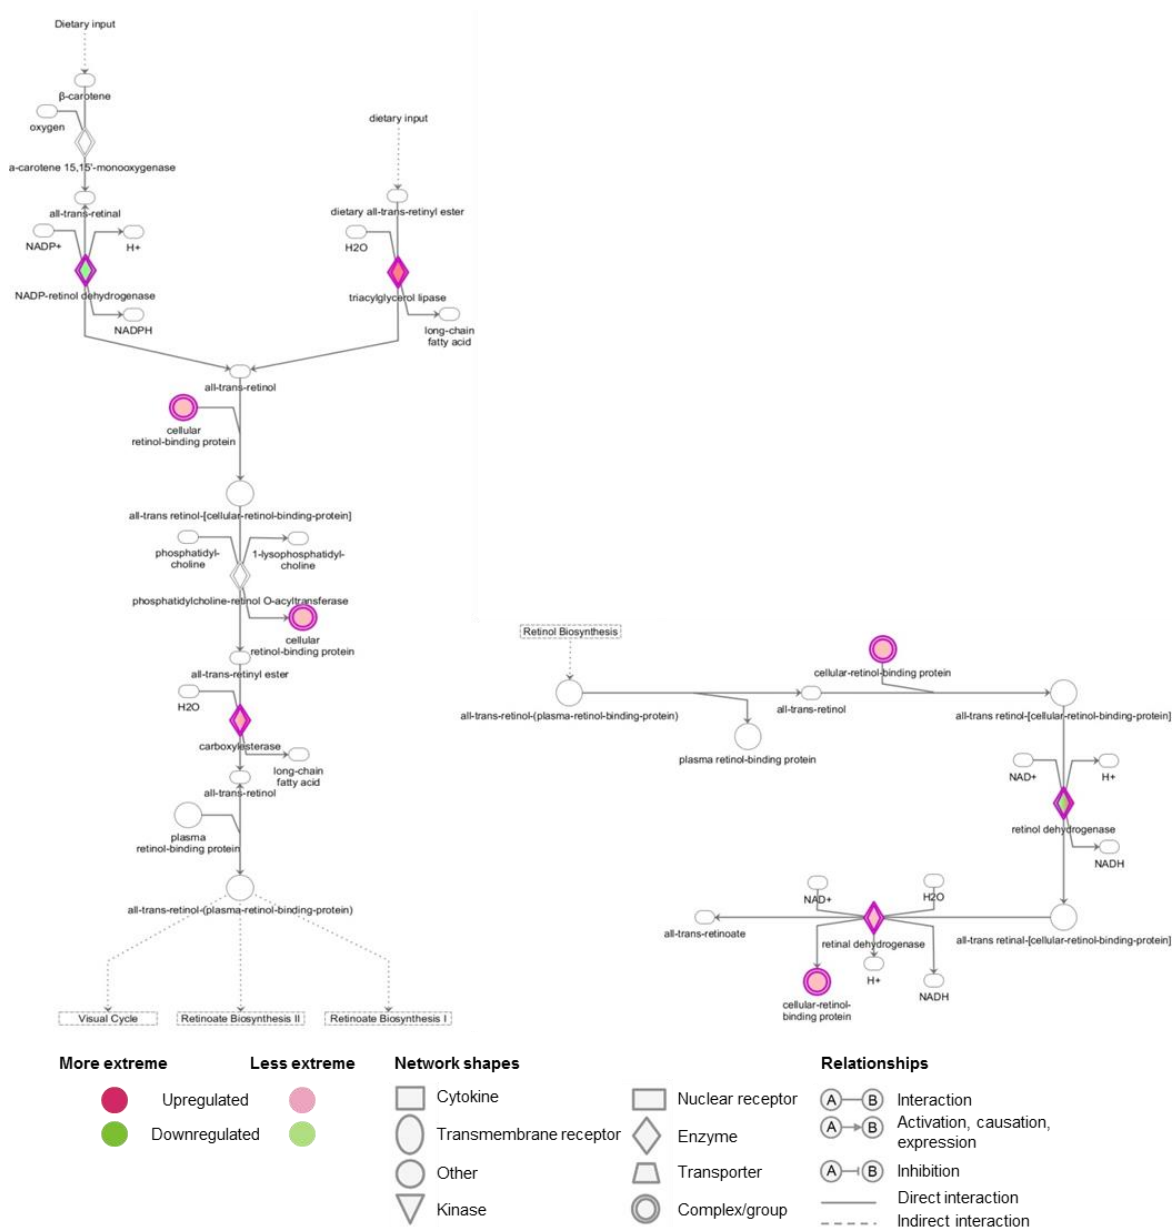 Dietary input
β-carotene
oxygen
a-carotene 15,15'-monooxygenase
all-trans-retinal
NADP+
H+
NADP-retinol dehydrogenase
NADPH
dietary input
dietary all-trans-retinyl ester
H2O
triacylglycerol lipase
long-chain
fatty acid
all-trans-retinol
cellular
retinol-binding protein
all-trans retinol-[cellular-retinol-binding-protein]
phosphatidyl-
choline
1-lysophosphatidyl-
choline
phosphatidylcholine-retinol O-acyltransferase
cellular
retinol-binding protein
all-trans-retinyl ester
H2O
carboxylesterase
long-chain
fatty acid
all-trans-retinol
plasma
retinol-binding protein
all-trans-retinol-(plasma-retinol-binding-protein)
Visual Cycle
Retinoate Biosynthesis II
Retinoate Biosynthesis I
Retinol Biosynthesis
all-trans-retinol-(plasma-retinol-binding-protein)
plasma retinol-binding protein
all-trans-retinol
cellular-retinol-binding protein
all-trans retinol-[cellular-retinol-binding-protein]
NAD+
H+
retinol dehydrogenase
NADH
all-trans retinal-[cellular-retinol-binding-protein]
NAD+
H2O
retinal dehydrogenase
all-trans-retinoate
H+
NADH
cellular-retinol-
binding protein
More extreme
Less extreme
Upregulated
Downregulated
Network shapes
Cytokine
Transmembrane receptor
Other
Kinase
Nuclear receptor
Enzyme
Transporter
Complex/group
Relationships
A B Interaction
A B Activation, causation,
expression
A B Inhibition
Direct interaction
Indirect interaction